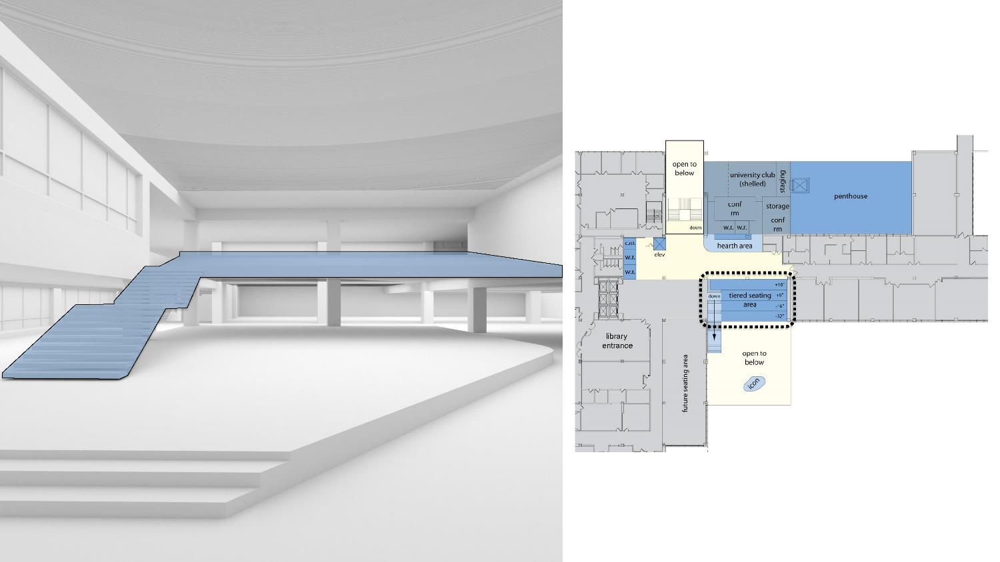 open to
below
university club
(shelled)
staging
penthouse
conf
rm
storage
conf
rm
down
w.r.
w.r.
hearth area
cust.
elev
w.r.
w.r.
+16"
down
tiered seating
area
+0"
-16"
-32"
library
entrance
future seating area
open to
below
icon